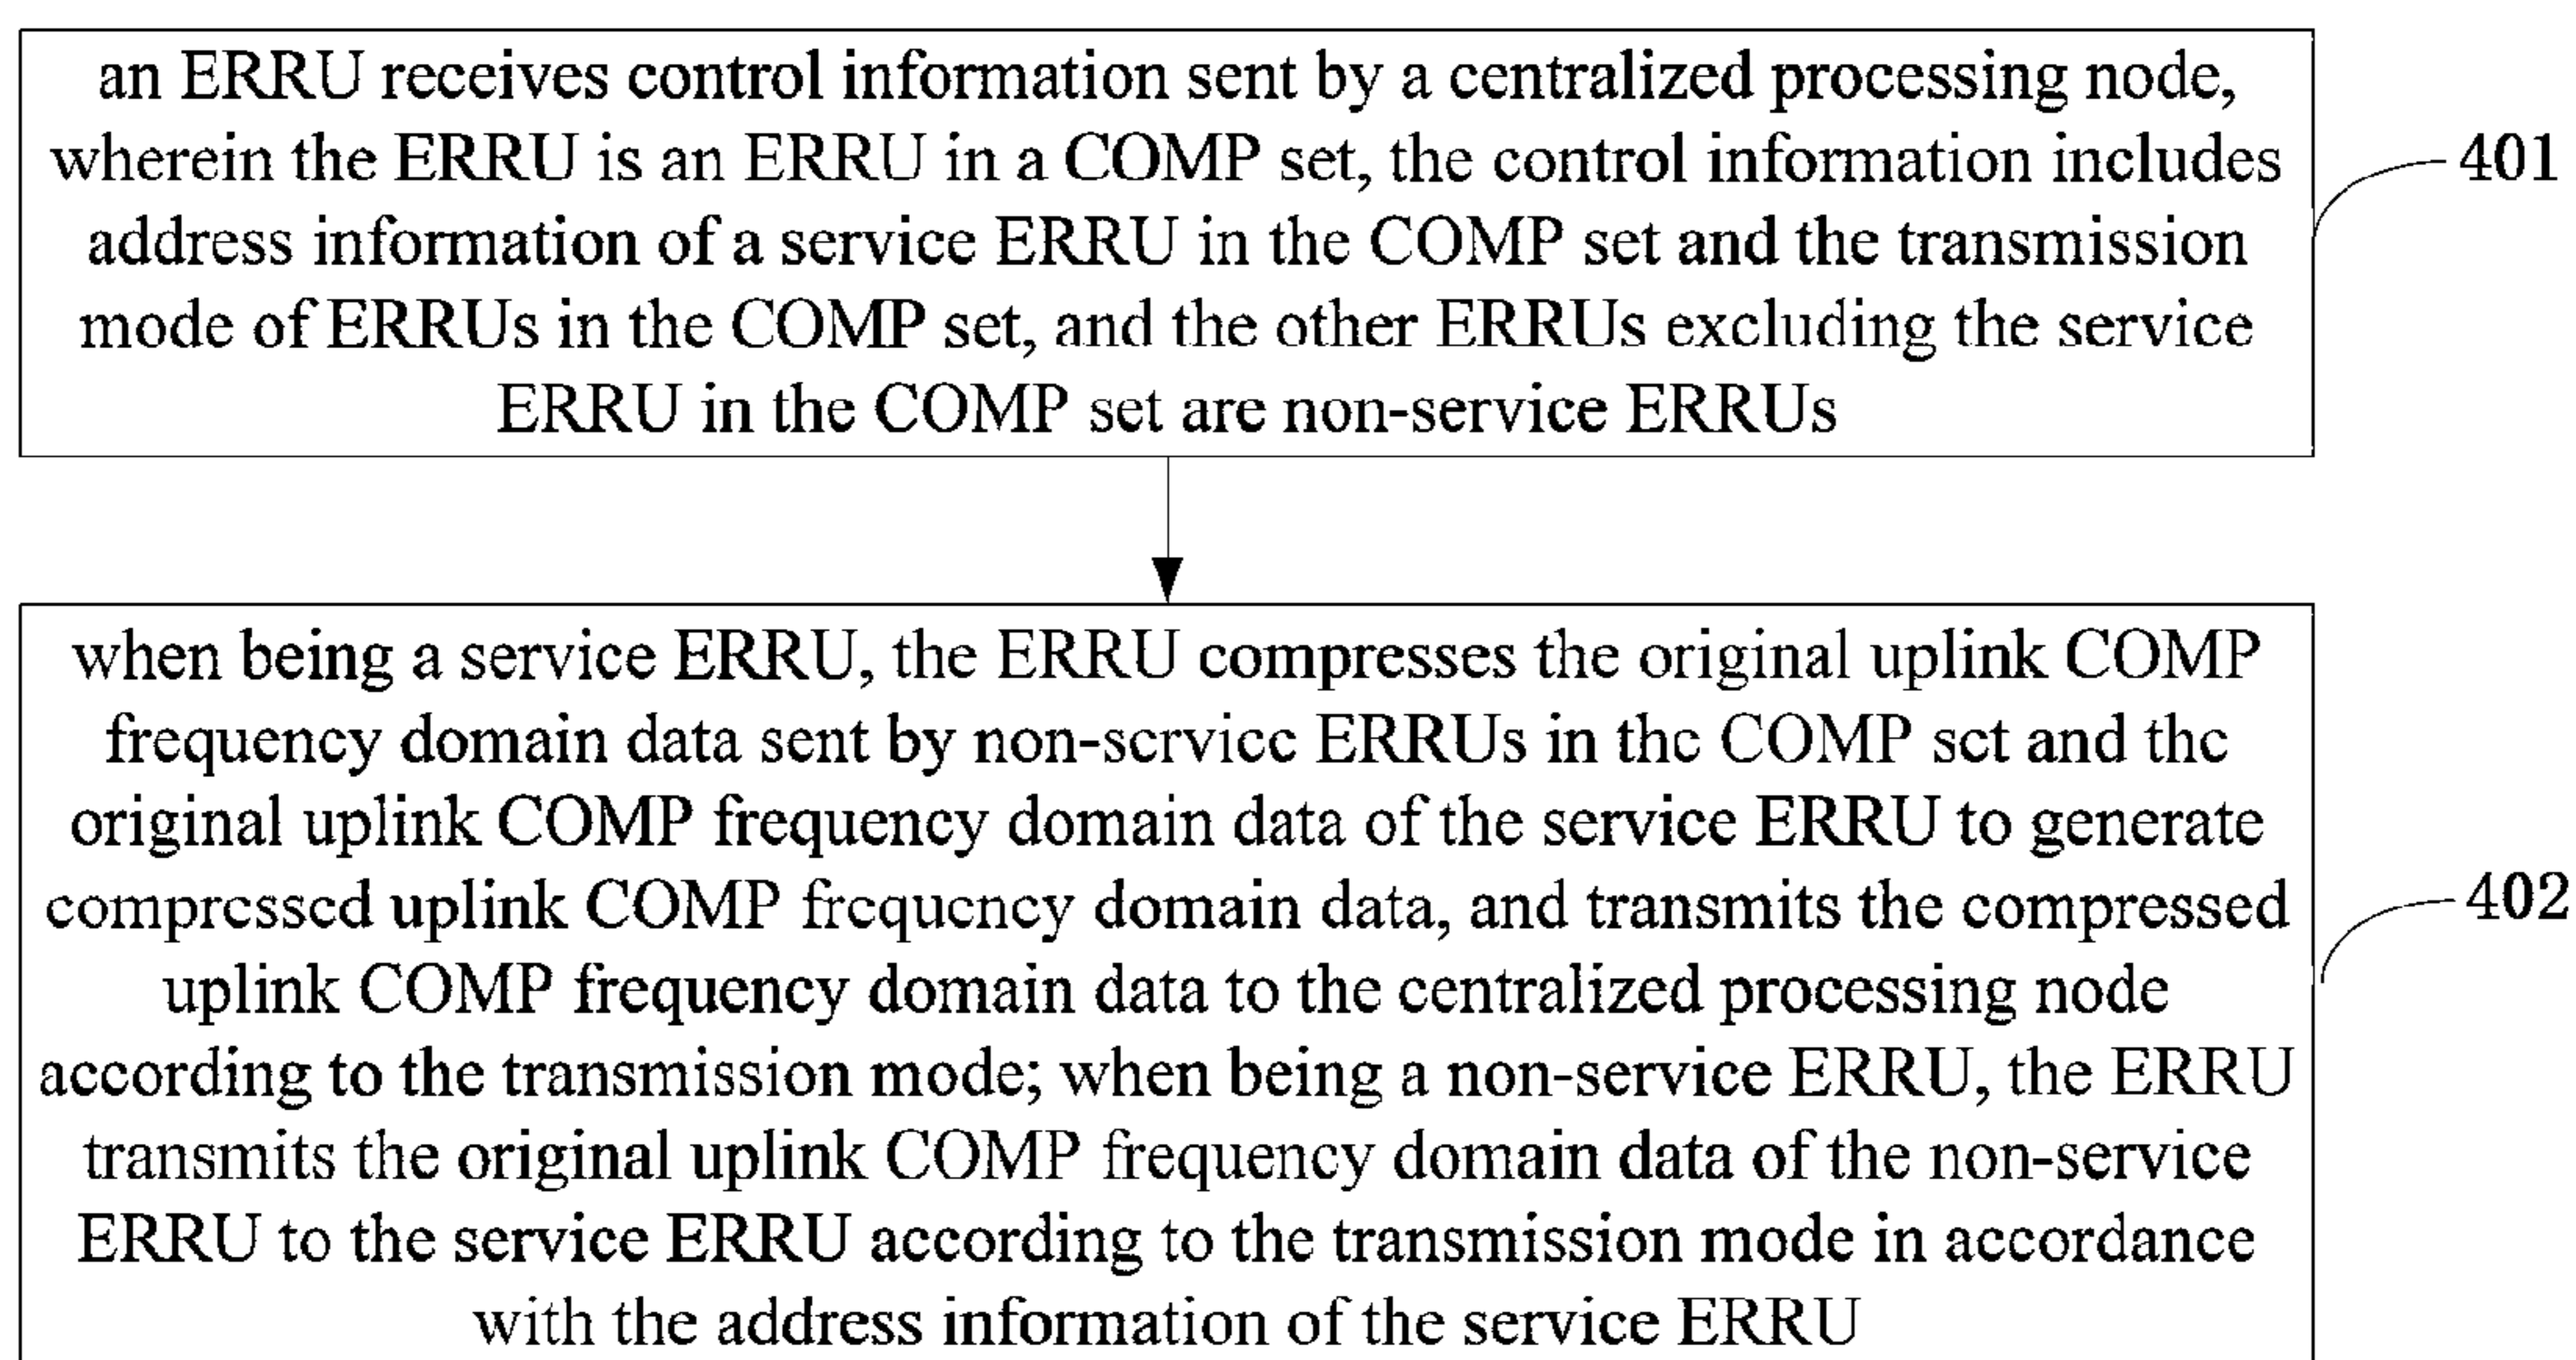 an ERRU receives control information sent by a centralized processing node,
wherein the ERRU is an ERRU in a COMP set, the control information includes
address information of a service ERRU in the COMP set and the transmission
mode of ERRUs in the COMP set, and the other ERRUs excluding the service
ERRU in the COMP set are non-service ERRUs
401
when being a service ERRU, the ERRU compresses the original uplink COMP
frequency domain data sent by non-service ERRUs in the COMP set and the
original uplink COMP frequency domain data of the service ERRU to generate
compressed uplink COMP frequency domain data, and transmits the compressed
uplink COMP frequency domain data to the centralized processing node
according to the transmission mode; when being a non-service ERRU, the ERRU
transmits the original uplink COMP frequency domain data of the non-service
ERRU to the service ERRU according to the transmission mode in accordance
with the address information of the service ERRU
402